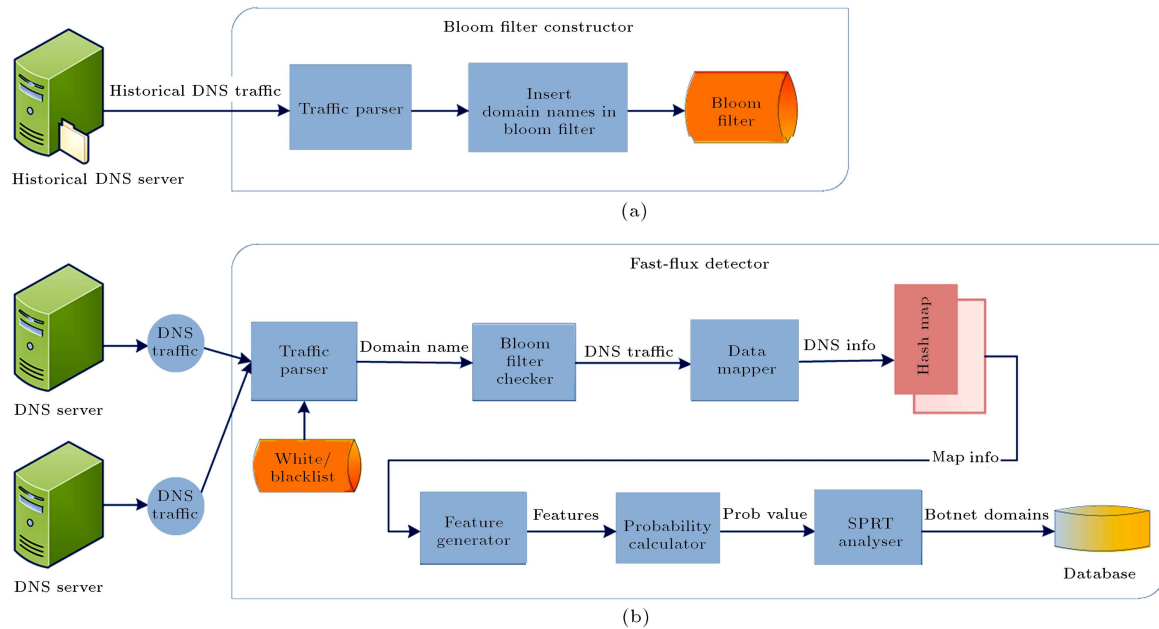 Bloom filter constructor
Historical DNS traffic
Traffic parser
Insert
domain names in
bloom filter
Bloom
filter
Historical DNS server
(a)
Fast-flux detector
DNS
traffic
DNS server
Traffic
parser
Domain name
Bloom
filter
checker
DNS traffic
Data
mapper
DNS info
Hash map
White/
blacklist
Map info
DNS
traffic
DNS server
Feature
generator
Features
Probability
calculator
Prob value
SPRT
analyser
Botnet domains
Database
(b)